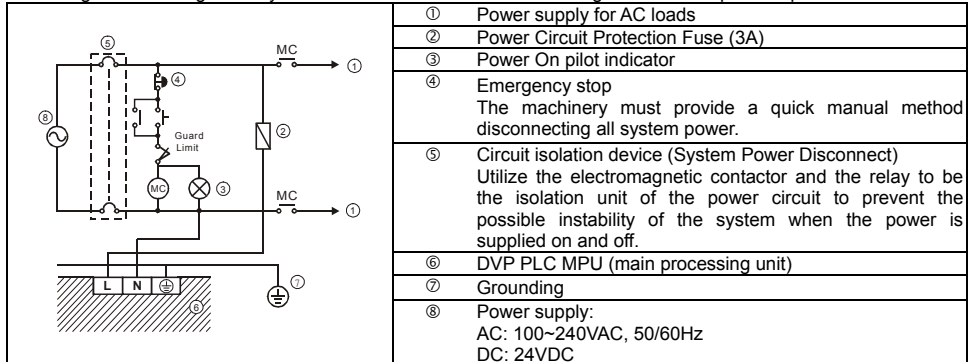 ⑤
MC
①
④
⑧
②
Guard
Limit
MC
③
MC
①
L N
⑦
⑥
① Power supply for AC loads
② Power Circuit Protection Fuse (3A)
③ Power On pilot indicator
④ Emergency stop
The machinery must provide a quick manual method
disconnecting all system power.
⑤ Circuit isolation device (System Power Disconnect)
Utilize the electromagnetic contactor and the relay to be
the isolation unit of the power circuit to prevent the
possible instability of the system when the power is
supplied on and off.
⑥ DVP PLC MPU (main processing unit)
⑦ Grounding
⑧ Power supply:
AC: 100~240VAC, 50/60Hz
DC: 24VDC